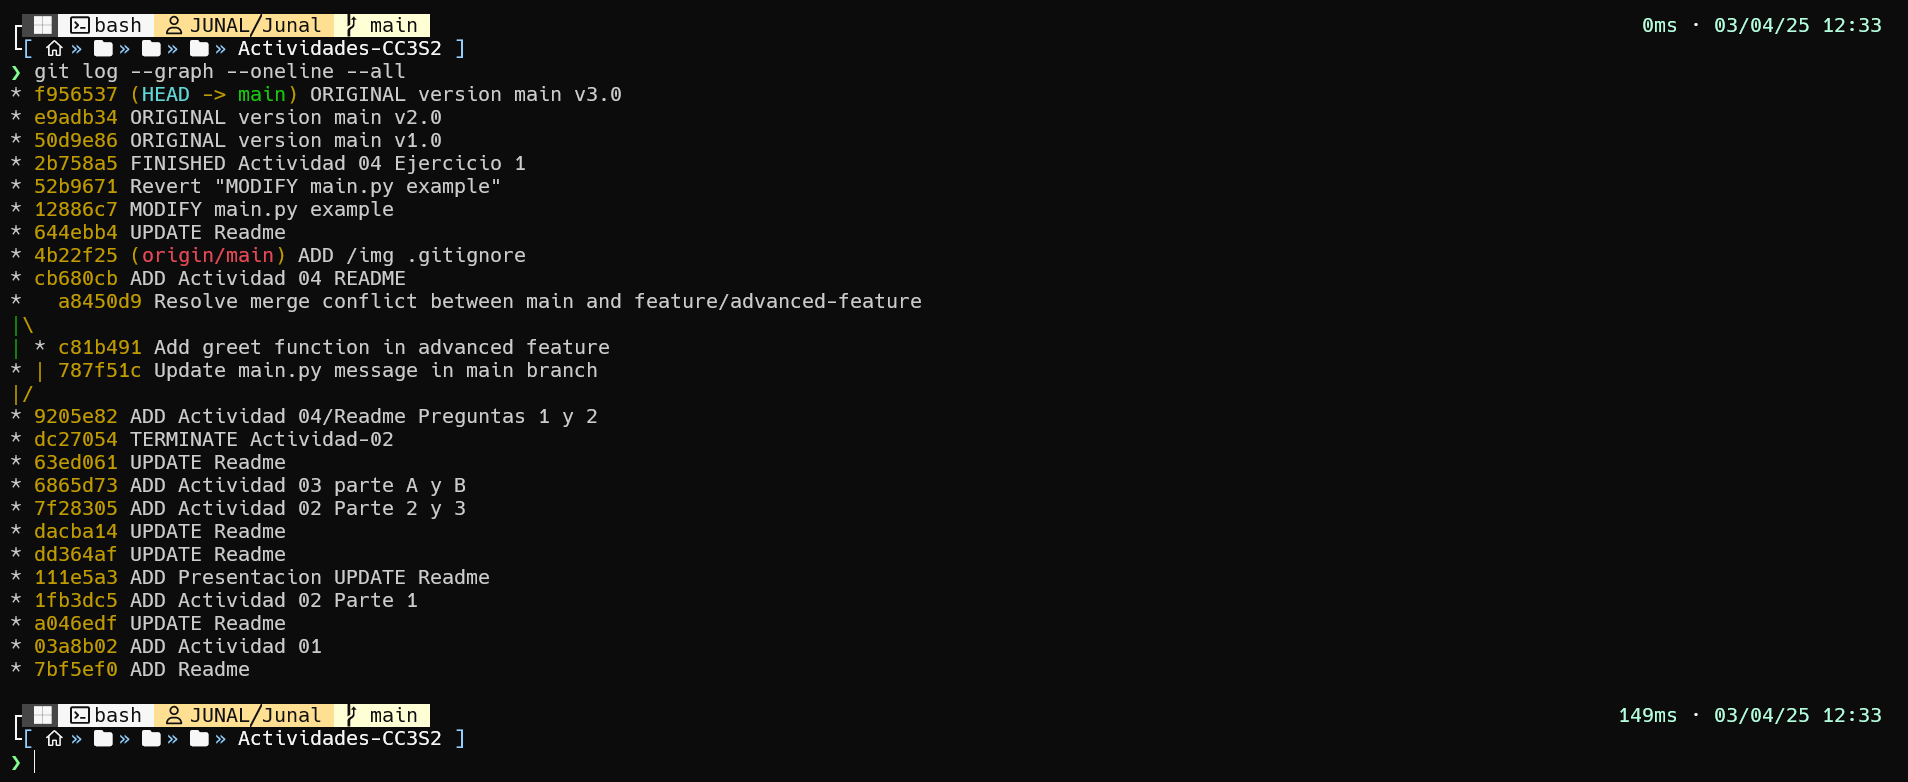 bash JUNAL/Junal main 0ms · 03/04/25 12:33
[ » » » » Actividades-CC3S2 ]
❯ git log --graph --oneline --all
* f956537 (HEAD -> main) ORIGINAL version main v3.0
* e9adb34 ORIGINAL version main v2.0
* 50d9e86 ORIGINAL version main v1.0
* 2b758a5 FINISHED Actividad 04 Ejercicio 1
* 52b9671 Revert "MODIFY main.py example"
* 12886c7 MODIFY main.py example
* 644ebb4 UPDATE Readme
* 4b22f25 (origin/main) ADD /img .gitignore
* cb680cb ADD Actividad 04 README
*   a8450d9 Resolve merge conflict between main and feature/advanced-feature
|\
| * c81b491 Add greet function in advanced feature
* | 787f51c Update main.py message in main branch
|/
* 9205e82 ADD Actividad 04/Readme Preguntas 1 y 2
* dc27054 TERMINATE Actividad-02
* 63ed061 UPDATE Readme
* 6865d73 ADD Actividad 03 parte A y B
* 7f28305 ADD Actividad 02 Parte 2 y 3
* dacba14 UPDATE Readme
* dd364af UPDATE Readme
* 111e5a3 ADD Presentacion UPDATE Readme
* 1fb3dc5 ADD Actividad 02 Parte 1
* a046edf UPDATE Readme
* 03a8b02 ADD Actividad 01
* 7bf5ef0 ADD Readme
bash JUNAL/Junal main 149ms · 03/04/25 12:33
[ » » » » Actividades-CC3S2 ]
❯